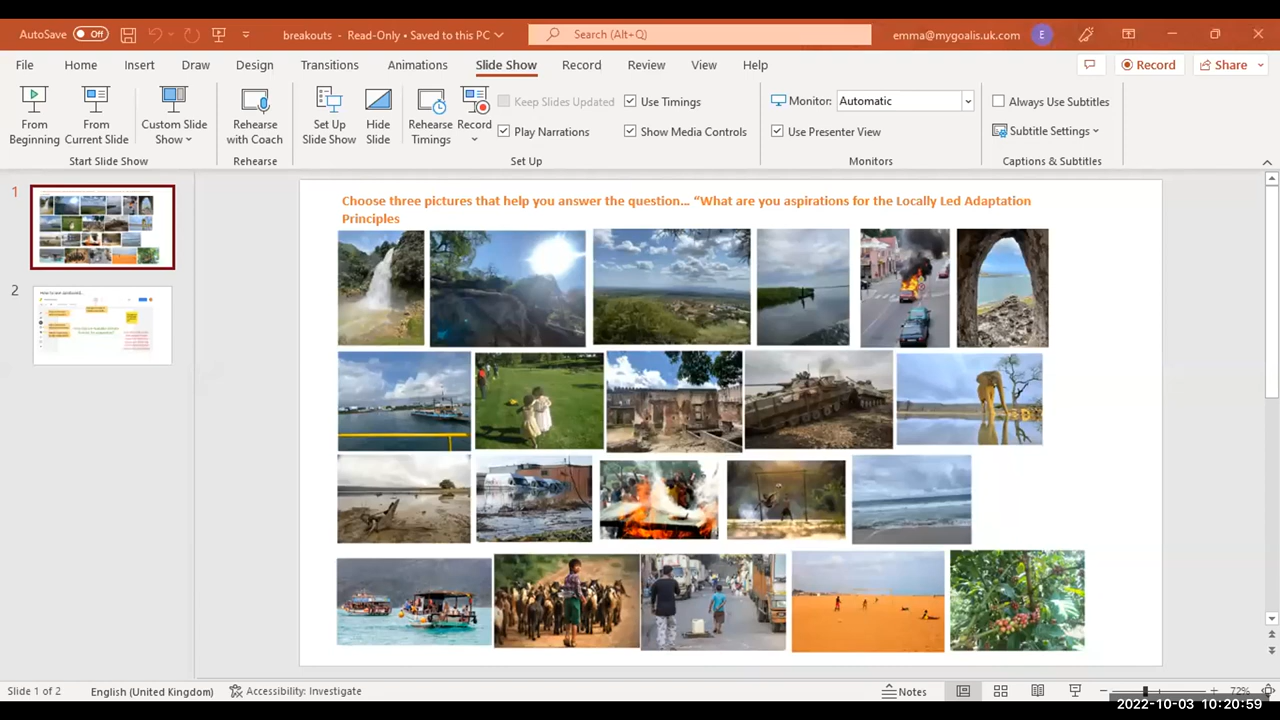 AutoSave Off breakouts - Read-Only • Saved to this PC Search (Alt+Q) emma@mygoalis.uk.com E
File Home Insert Draw Design Transitions Animations Slide Show Record Review View Help Record Share
From Beginning
From Current Slide
Custom Slide Show
Rehearse with Coach
Set Up Slide Show
Hide Slide
Rehearse Timings
Record
Keep Slides Updated
Play Narrations
Use Timings
Show Media Controls
Monitor: Automatic
Use Presenter View
Always Use Subtitles
Subtitle Settings
Start Slide Show Rehearse Set Up Monitors Captions & Subtitles
1
2
Choose three pictures that help you answer the question... “What are you aspirations for the Locally Led Adaptation
Principles
Slide 1 of 2 English (United Kingdom) Accessibility: Investigate Notes 72%
2022-10-03 10:20:59